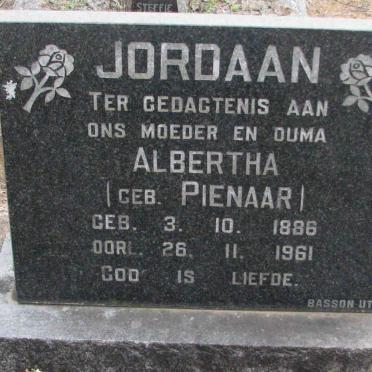 STEFFIE
JORDAAN
TER GEDAGTENIS AAN
ONS MOEDER EN OUMA
ALBERTHA
(GEB. PIENAAR)
GEB. 3. 10. 1886
OORL. 26. 11. 1961
GOD IS LIEFDE.
BASSON UT